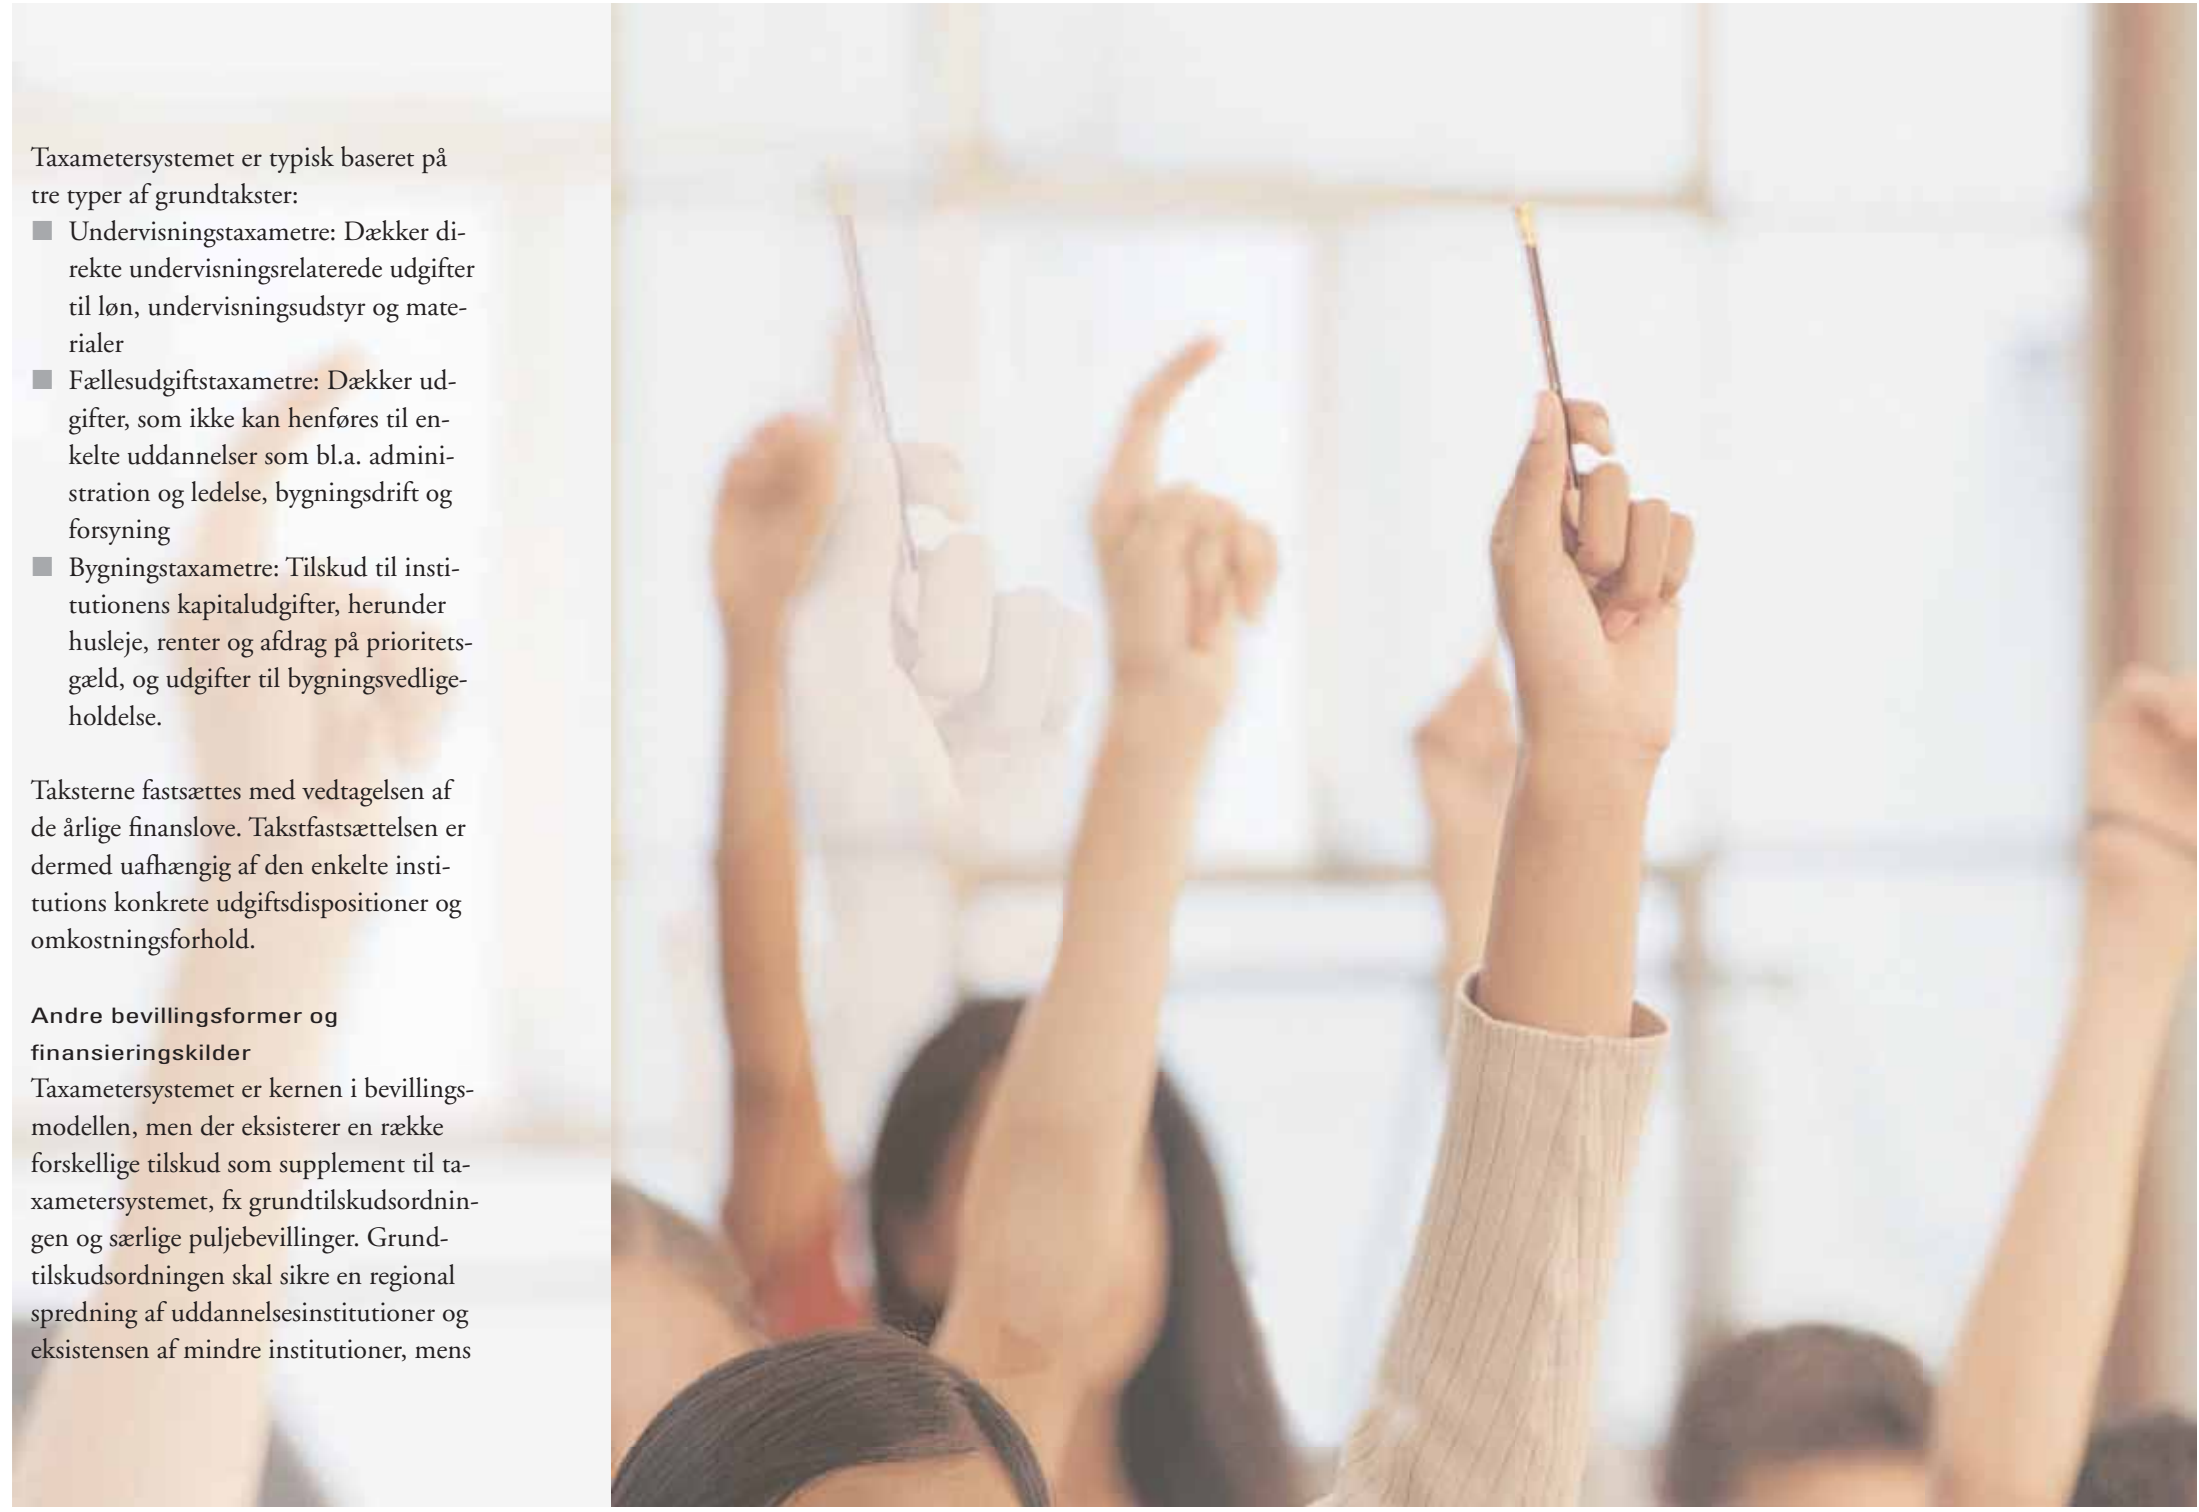 Taxametersystemet er typisk baseret på
tre typer af grundtakster:
■ Undervisningstaxametre: Dækker di-
rekte undervisningsrelaterede udgifter
til løn, undervisningsudstyr og mate-
rialer
■ Fællesudgiftstaxametre: Dækker ud-
gifter, som ikke kan henføres til en-
kelte uddannelser som bl.a. admini-
stration og ledelse, bygningsdrift og
forsyning
■ Bygningstaxametre: Tilskud til insti-
tutionens kapitaludgifter, herunder
husleje, renter og afdrag på prioritets-
gæld, og udgifter til bygningsvedlige-
holdelse.
Taksterne fastsættes med vedtagelsen af
de årlige finanslove. Takstfastsættelsen er
dermed uafhængig af den enkelte insti-
tutions konkrete udgiftsdispositioner og
omkostningsforhold.
Andre bevillingsformer og
finansieringskilder
Taxametersystemet er kernen i bevillings-
modellen, men der eksisterer en række
forskellige tilskud som supplement til ta-
xametersystemet, fx grundtilskudsordnin-
gen og særlige puljebevillinger. Grund-
tilskudsordningen skal sikre en regional
spredning af uddannelsesinstitutioner og
eksistensen af mindre institutioner, mens